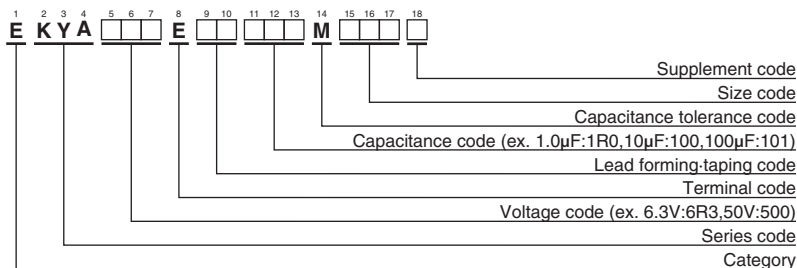 1 2 3 4 5 6 7 8 9 10 11 12 13 14 15 16 17 18
E K Y A □□□ E □□ □□□ M □□□ □
Supplement code
Size code
Capacitance tolerance code
Capacitance code (ex. 1.0μF:1R0,10μF:100,100μF:101)
Lead forming·taping code
Terminal code
Voltage code (ex. 6.3V:6R3,50V:500)
Series code
Category